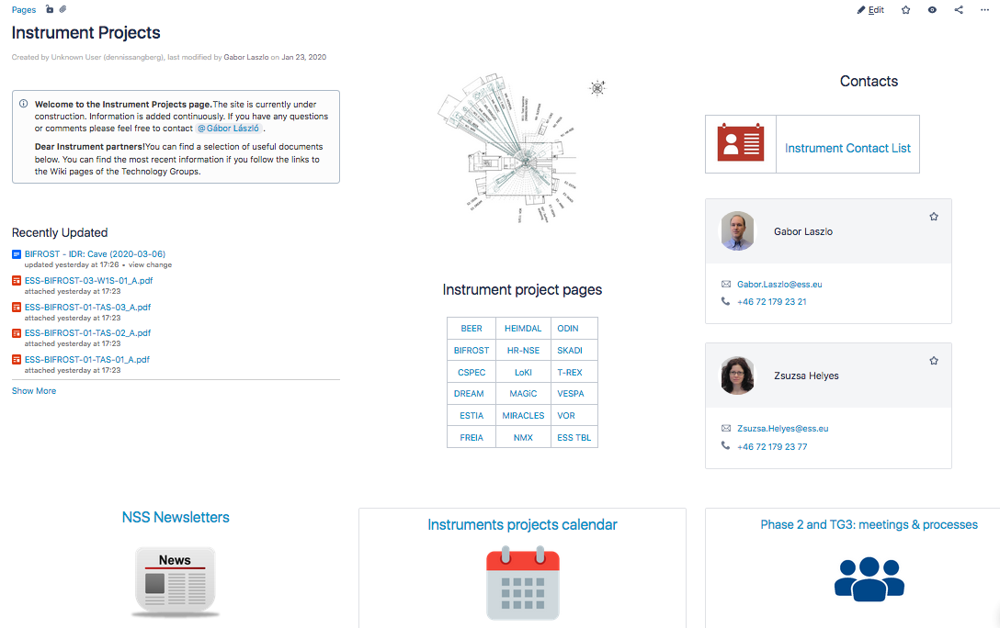 Pages
Edit
Instrument Projects
Created by Unknown User (dennissangberg), last modified by Gabor Laszlo on Jan 23, 2020
Welcome to the Instrument Projects page.The site is currently under
construction. Information is added continuously. If you have any questions
or comments please feel free to contact @Gábor László .
Dear Instrument partners!You can find a selection of useful documents
below. You can find the most recent information if you follow the links to
the Wiki pages of the Technology Groups.
Recently Updated
BIFROST - IDR: Cave (2020-03-06)
updated yesterday at 17:26 • view change
ESS-BIFROST-03-W1S-01_A.pdf
attached yesterday at 17:23
ESS-BIFROST-01-TAS-03_A.pdf
attached yesterday at 17:23
ESS-BIFROST-01-TAS-02_A.pdf
attached yesterday at 17:23
ESS-BIFROST-01-TAS-01_A.pdf
attached yesterday at 17:23
Show More
Instrument project pages
BEER HEIMDAL ODIN
BIFROST HR-NSE SKADI
CSPEC LoKI T-REX
DREAM MAGiC VESPA
ESTIA MIRACLES VOR
FREIA NMX ESS TBL
Contacts
Instrument Contact List
Gabor Laszlo
Gabor.Laszlo@ess.eu
+46 72 179 23 21
Zsuzsa Helyes
Zsuzsa.Helyes@ess.eu
+46 72 179 23 77
NSS Newsletters
News
Instruments projects calendar
Phase 2 and TG3: meetings & processes